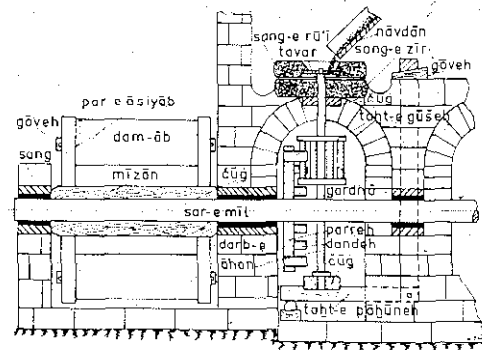 sang-e rū'ī
nāvdān
tavar
sang-e zīr
gōveh
par-e āsiyāb
čūg
gōveh
taht-e gūšeh
dam-āb
sang
mīzān
čūg
gardnā
sar-e mīl
parreh
darb-e
dandeh
āhan
čūg
taht-e pāhūneh